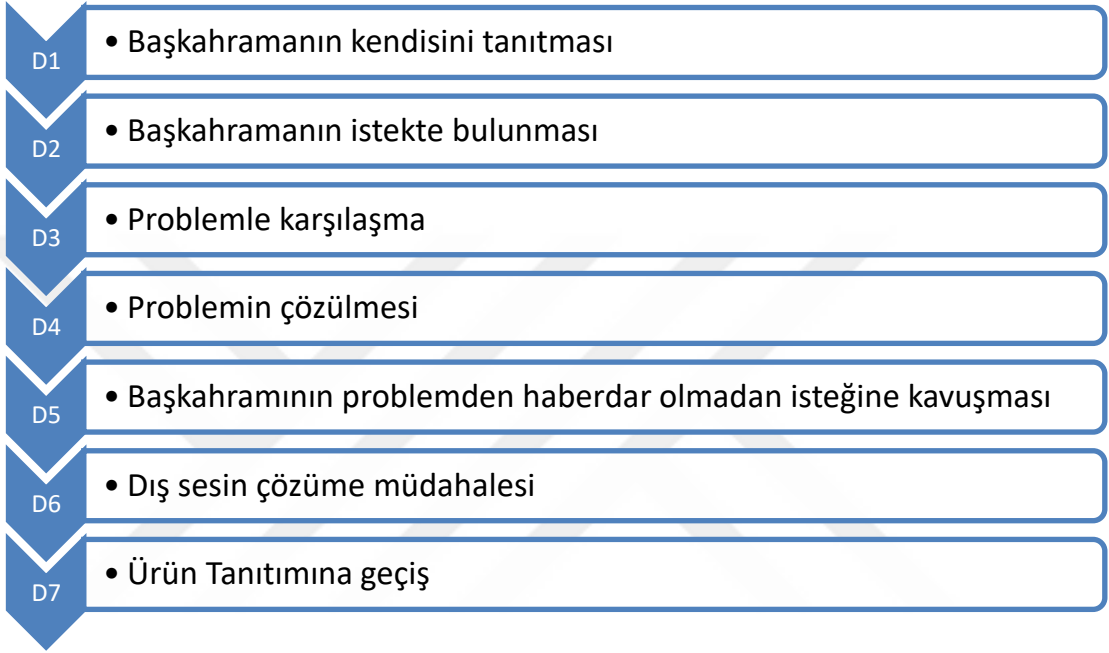 D1
• Başkahramanın kendisini tanıtması
D2
• Başkahramanın istekte bulunması
D3
• Problemle karşılaşma
D4
• Problemin çözülmesi
D5
• Başkahramının problemden haberdar olmadan isteğine kavuşması
D6
• Dış sesin çözüme müdahalesi
D7
• Ürün Tanıtımına geçiş